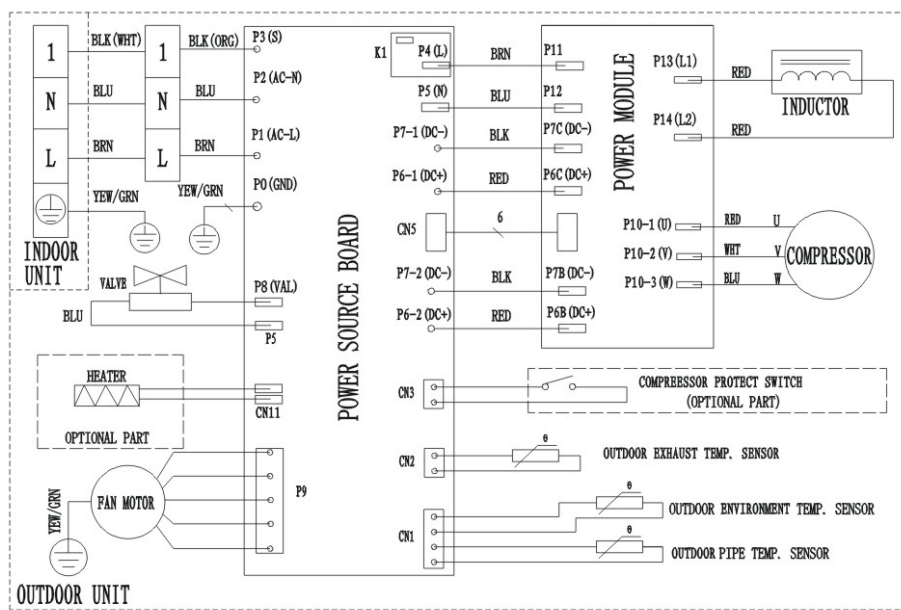 1
N
L
BLK(WHT)
BLU
BRN
YEW/GRN
INDOOR
UNIT
1
N
L
BLK(ORG)
BLU
BRN
YEW/GRN
P3(S)
P2(AC-N)
P1(AC-L)
P0(GND)
VALVE
BLU
P8(VAL)
P5
HEATER
OPTIONAL PART
CN11
FAN MOTOR
YEW/GRN
P9
OUTDOOR UNIT
POWER SOURCE BOARD
K1
P4(L)
P5(N)
P7-1(DC-)
P6-1(DC+)
CN5
P7-2(DC-)
P6-2(DC+)
CN3
CN2
CN1
BRN
BLU
BLK
RED
6
BLK
RED
P11
P12
P7C(DC-)
P6C(DC+)
P7B(DC-)
P6B(DC+)
POWER MODULE
P13(L1)
P14(L2)
RED
RED
INDUCTOR
P10-1(U)
P10-2(V)
P10-3(W)
RED
WHT
BLU
U
V
W
COMPRESSOR
COMPREESSOR PROTECT SWITCH
(OPTIONAL PART)
θ
OUTDOOR EXHAUST TEMP. SENSOR
θ
OUTDOOR ENVIRONMENT TEMP. SENSOR
θ
OUTDOOR PIPE TEMP. SENSOR